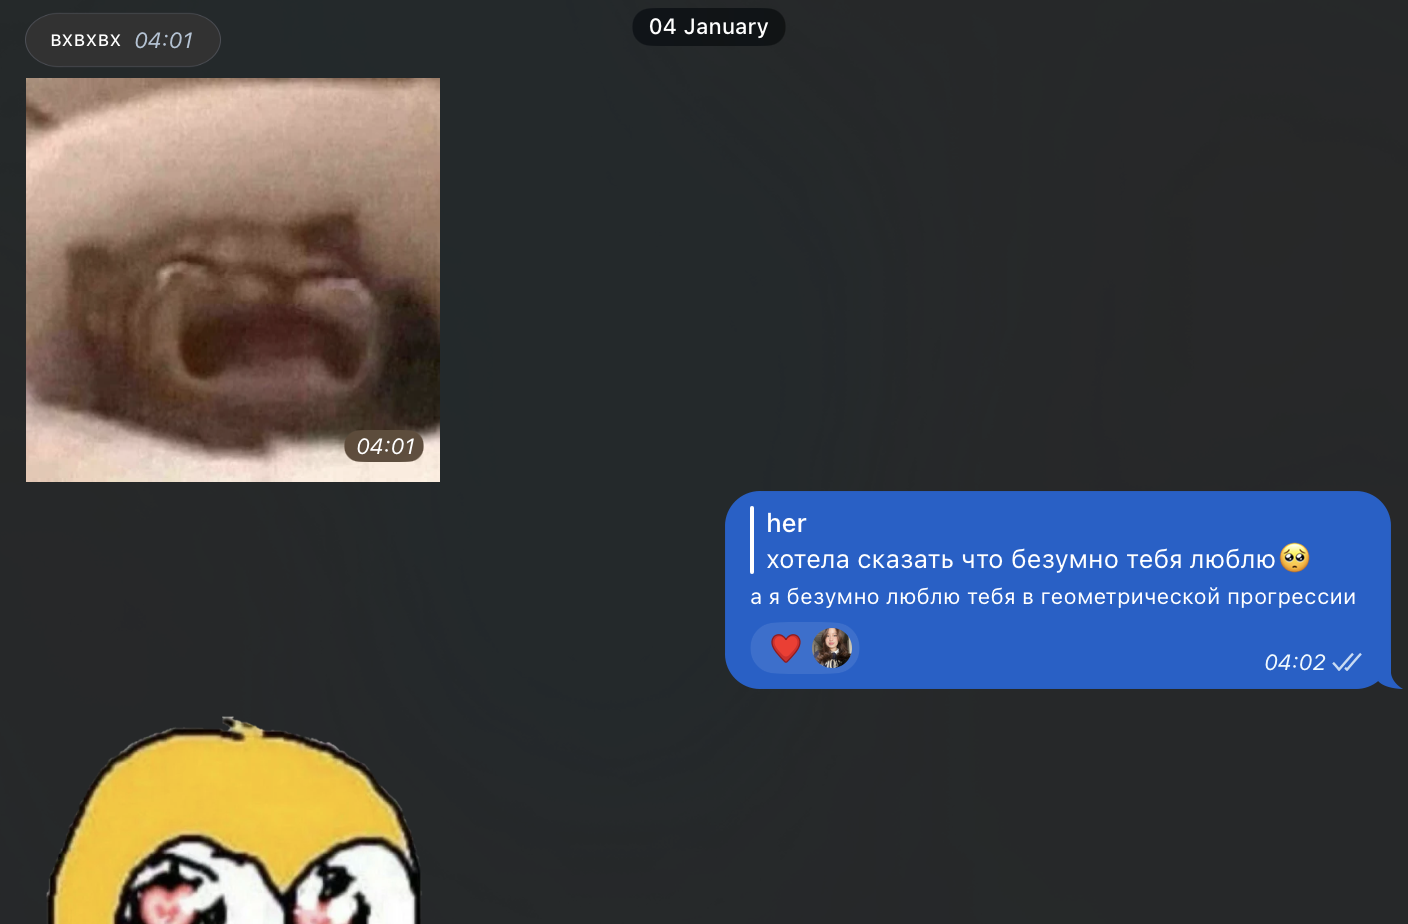 04 January
вхвхвх 04:01
04:01
her
хотела сказать что безумно тебя люблю🥺
а я безумно люблю тебя в геометрической прогрессии
04:02